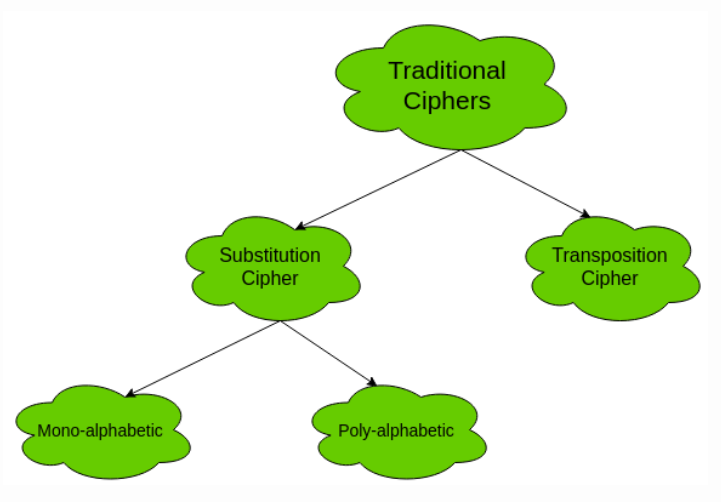 Traditional
Ciphers
Substitution
Cipher
Transposition
Cipher
Mono-alphabetic
Poly-alphabetic